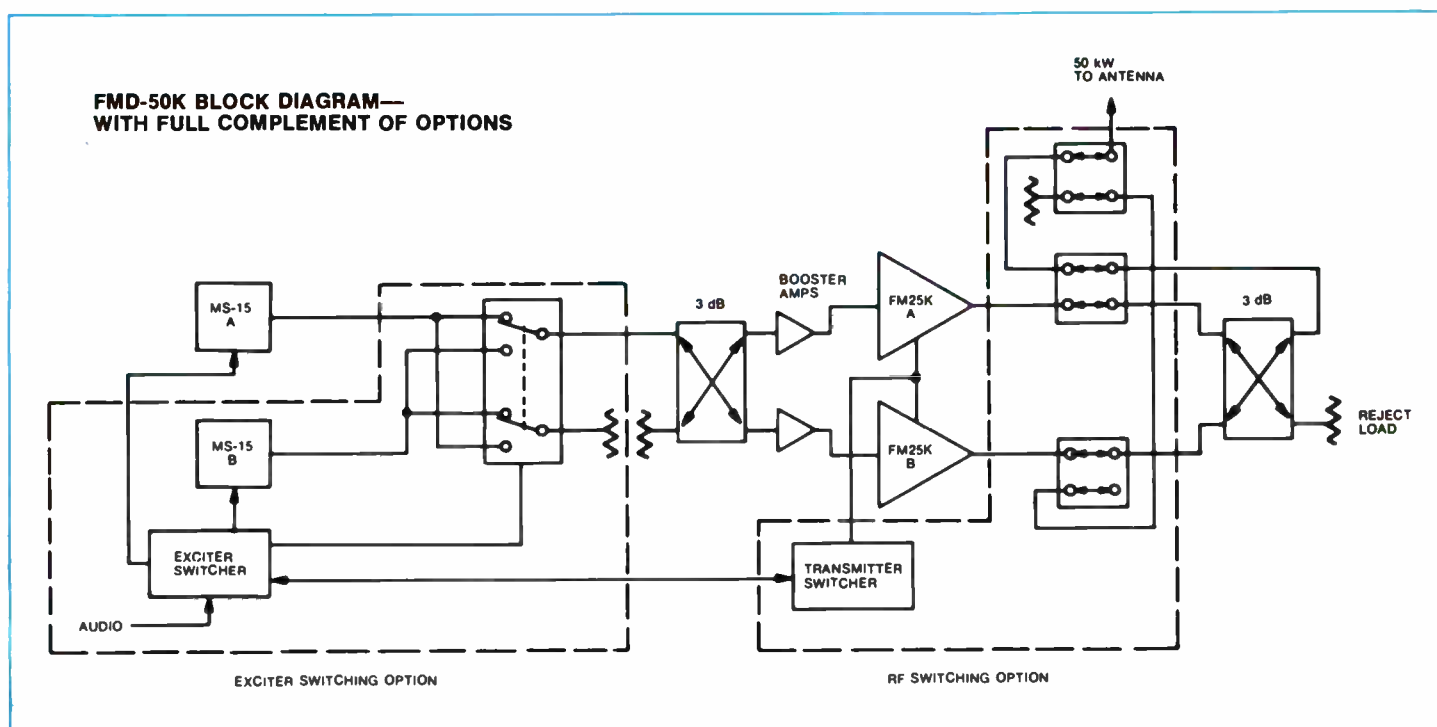 FMD-50K BLOCK DIAGRAM—
WITH FULL COMPLEMENT OF OPTIONS
50 kW
TO ANTENNA
MS-15
A
MS-15
B
EXCITER
SWITCHER
AUDIO
EXCITER SWITCHING OPTION
3 dB
BOOSTER
AMPS
FM25K
A
FM25K
B
TRANSMITTER
SWITCHER
RF SWITCHING OPTION
3 dB
REJECT
LOAD